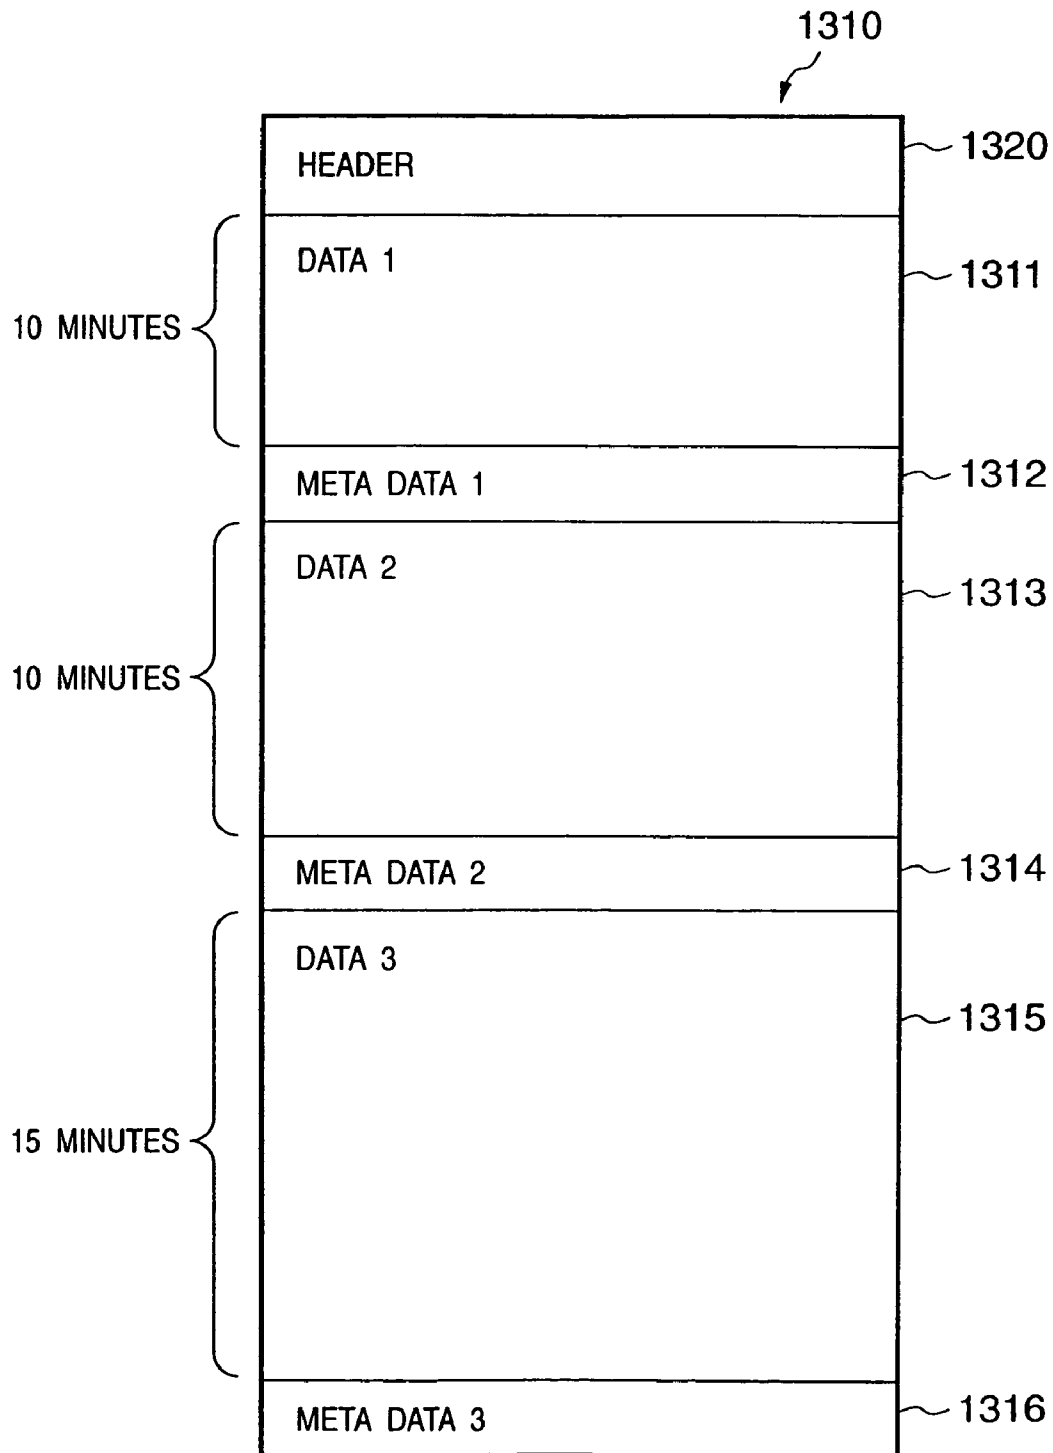 1310
HEADER
1320
DATA 1
1311
10 MINUTES
META DATA 1
1312
DATA 2
1313
10 MINUTES
META DATA 2
1314
DATA 3
1315
15 MINUTES
META DATA 3
1316